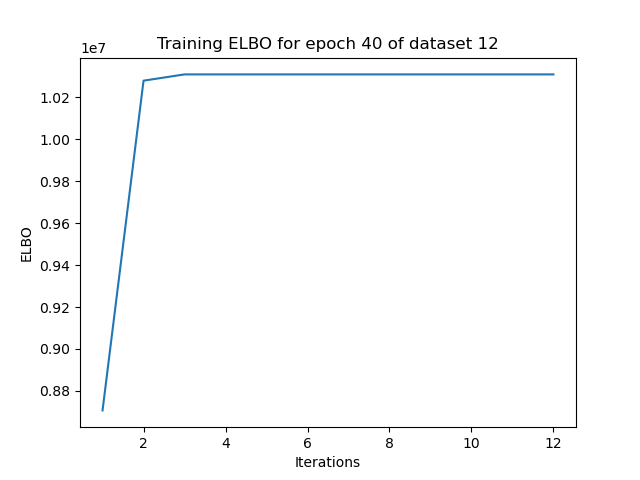 Training ELBO for epoch 40 of dataset 12
1e7
1.02
1.00
0.98
0.96
0.94
0.92
0.90
0.88
ELBO
2 4 6 8 10 12
Iterations